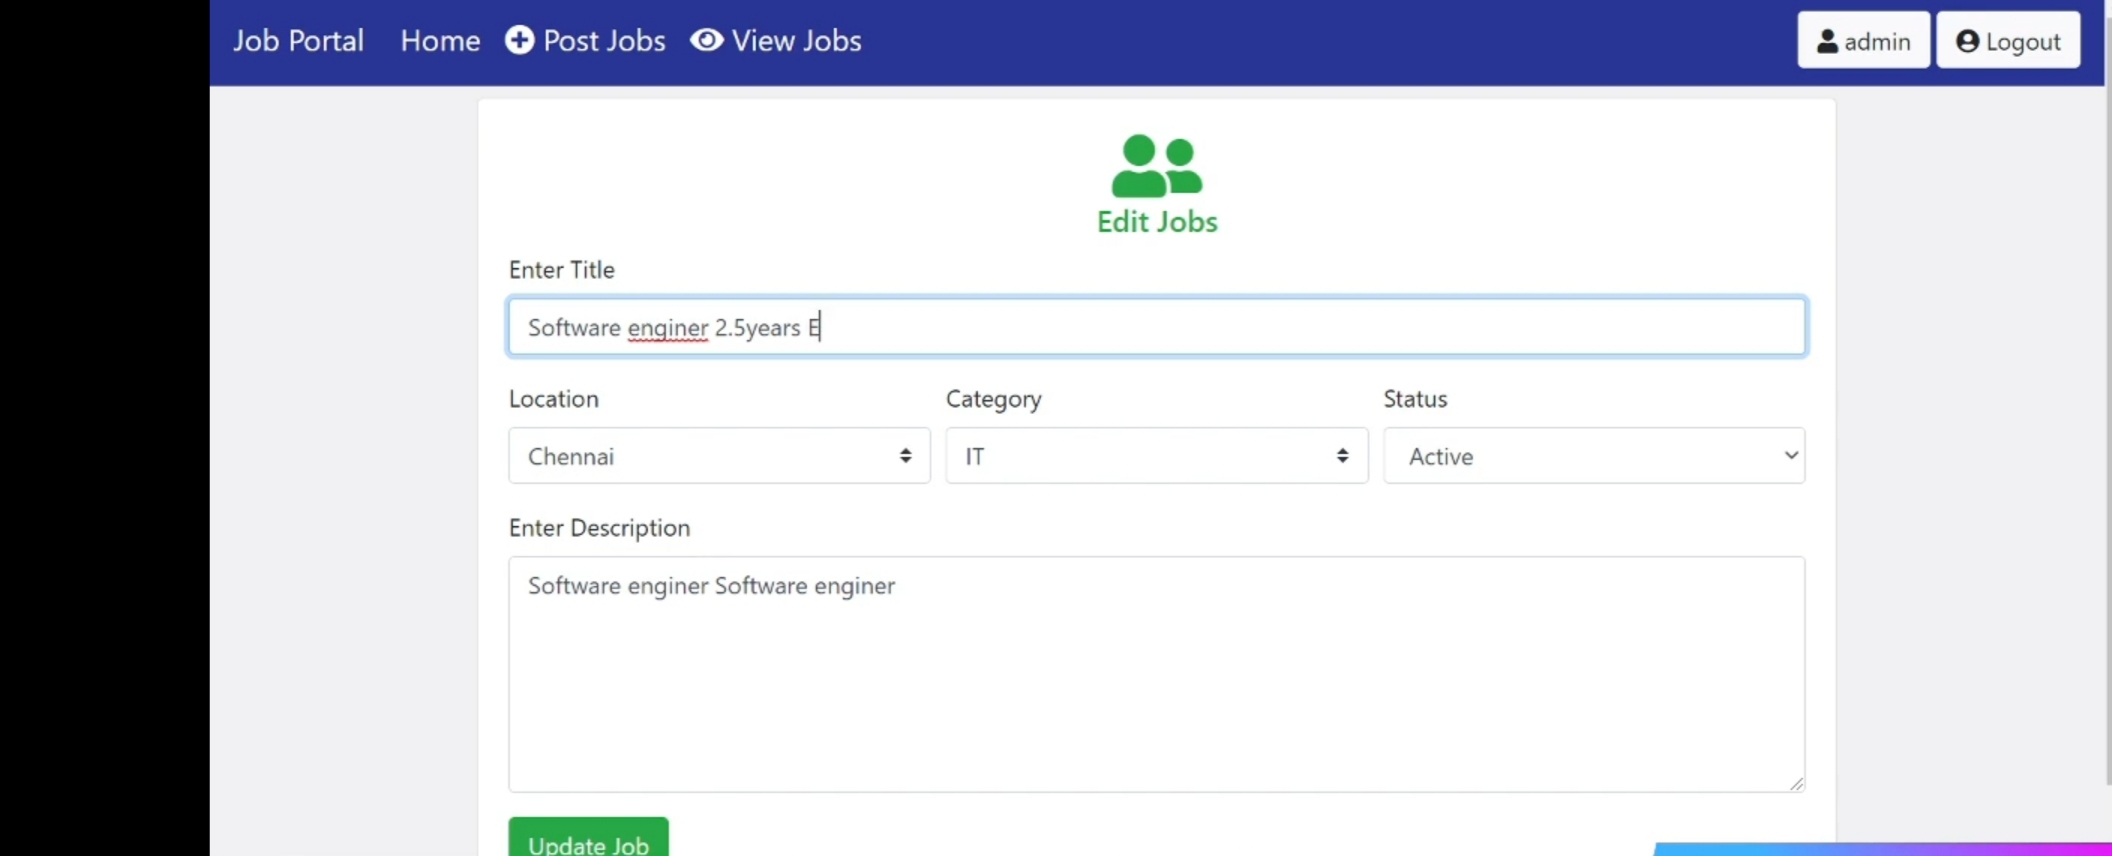 Job Portal Home Post Jobs View Jobs admin Logout
Edit Jobs
Enter Title
Software enginer 2.5years E
Location Category Status
Chennai IT Active
Enter Description
Software enginer Software enginer
Update Job